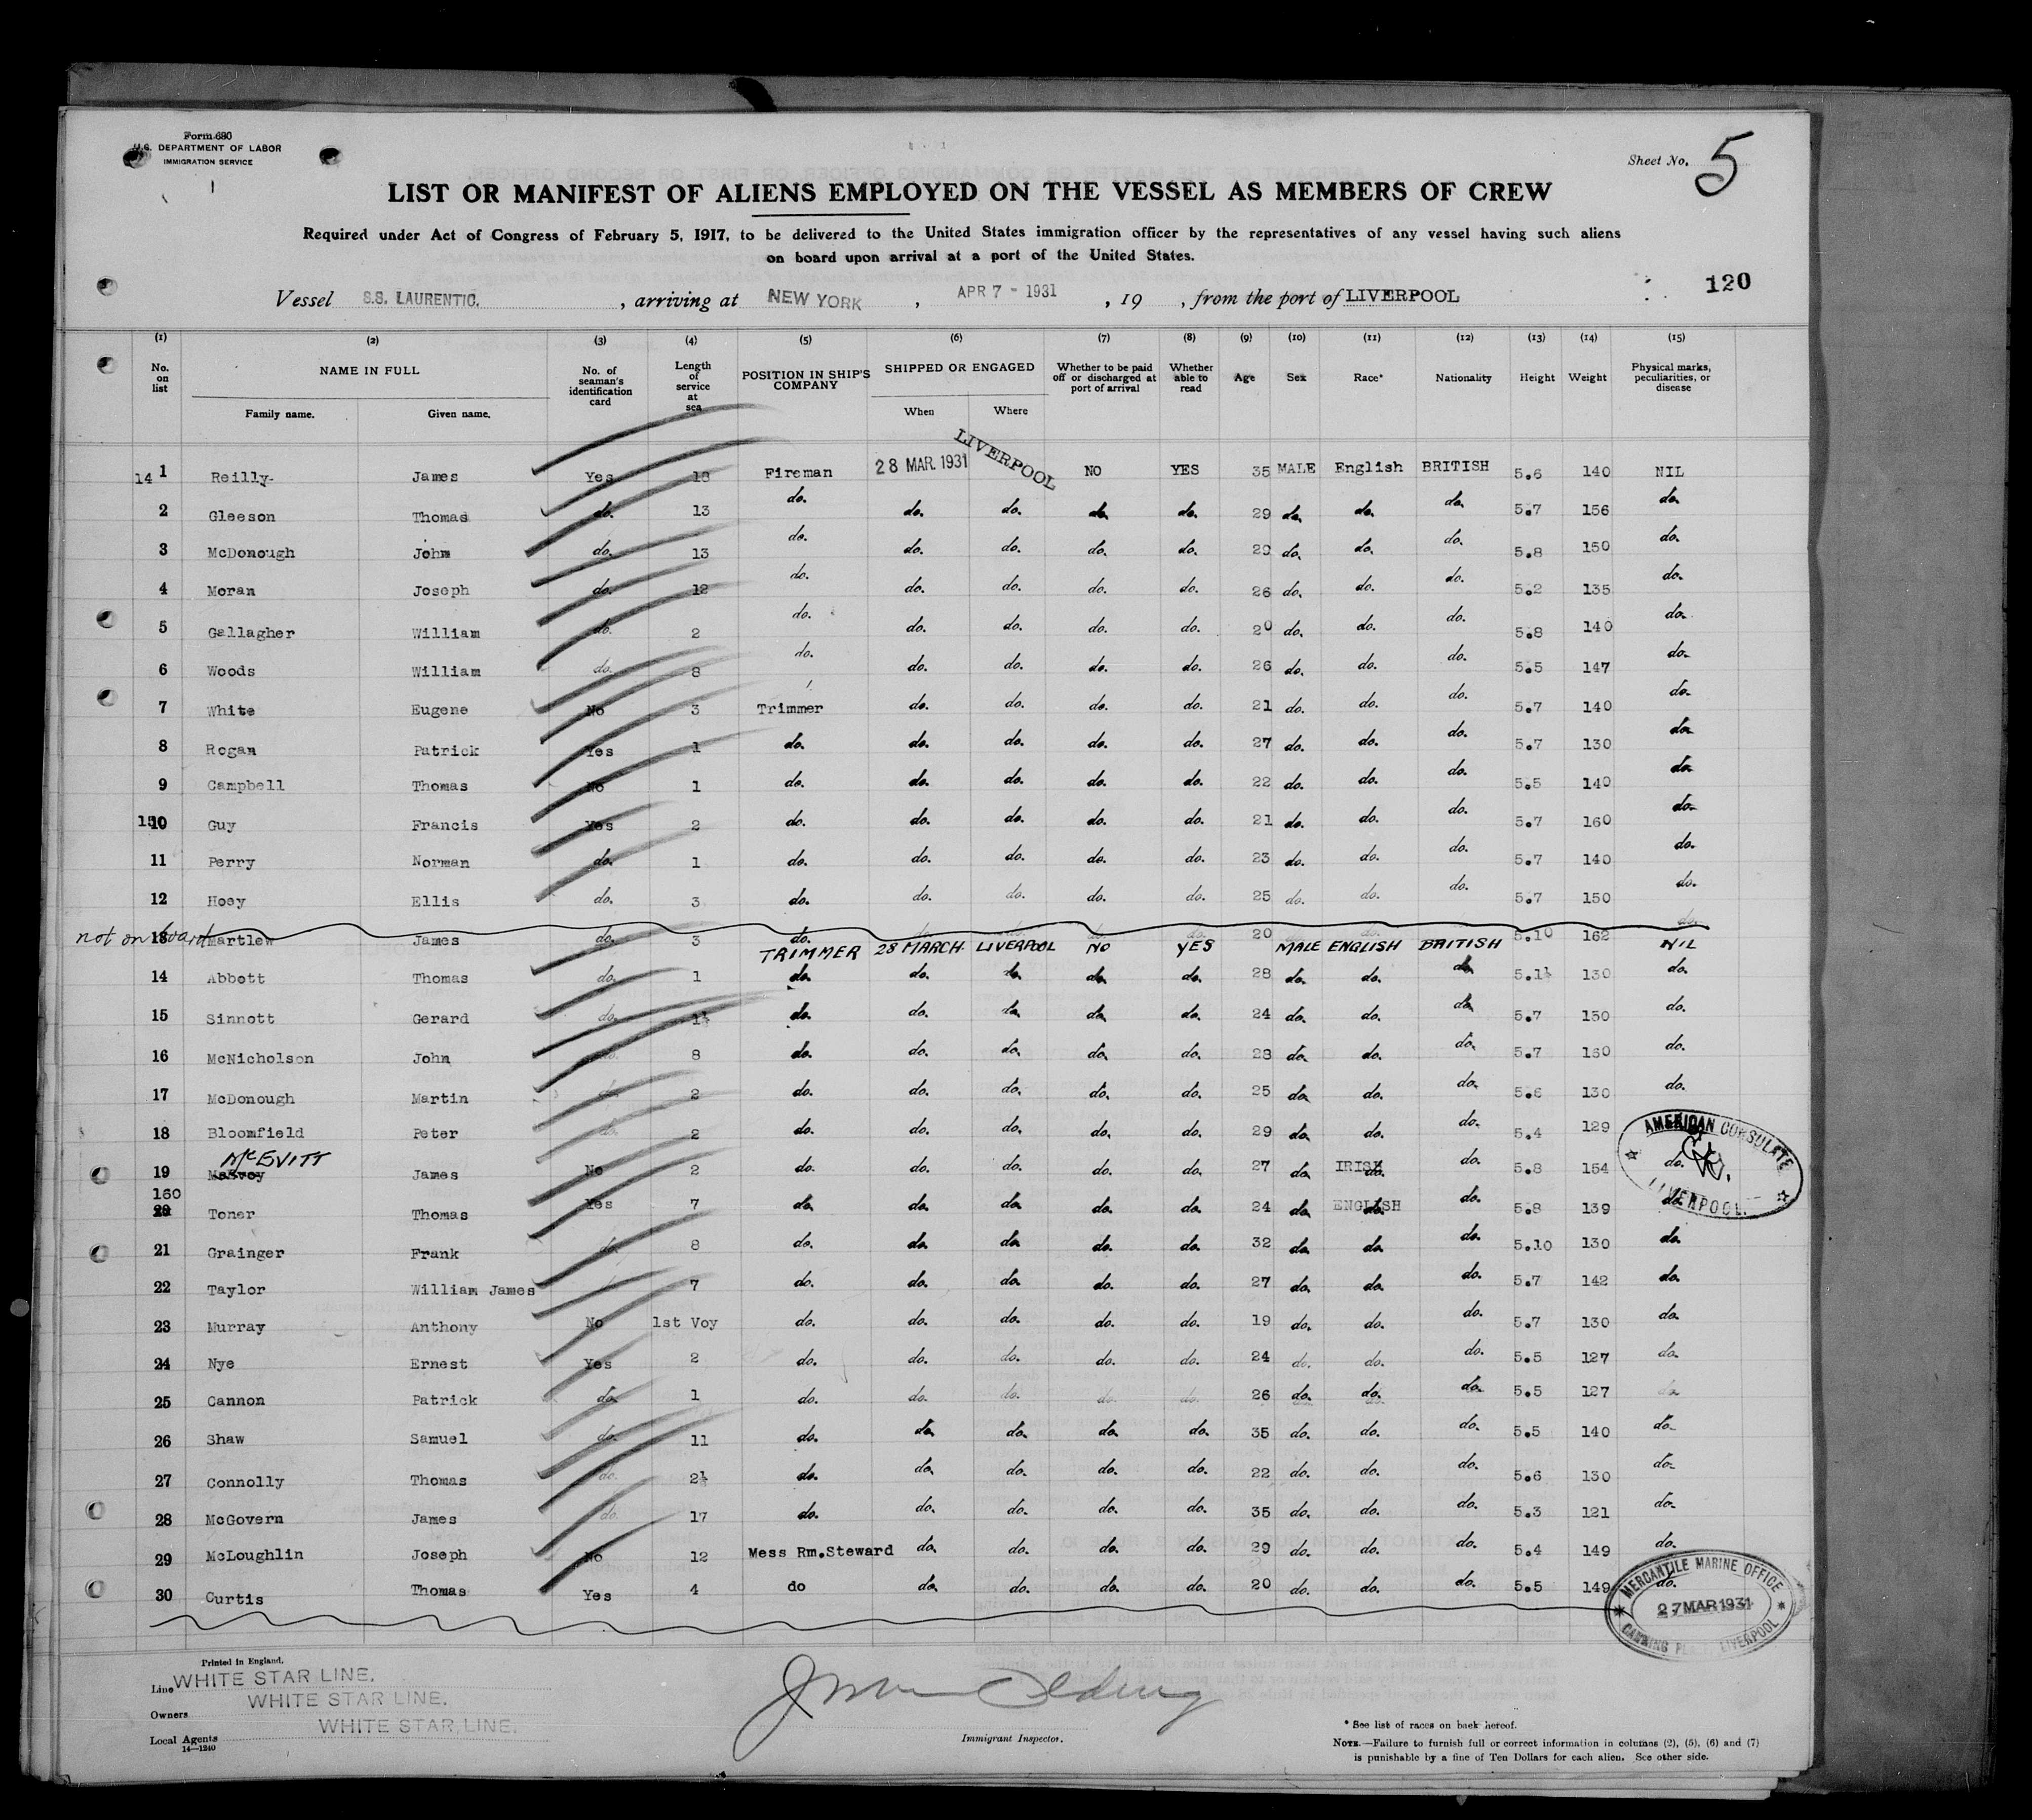 Form 680
U.S. DEPARTMENT OF LABOR
IMMIGRATION SERVICE
Sheet No. 5
LIST OR MANIFEST OF ALIENS EMPLOYED ON THE VESSEL AS MEMBERS OF CREW
Required under Act of Congress of February 5, 1917, to be delivered to the United States immigration officer by the representatives of any vessel having such aliens
on board upon arrival at a port of the United States.
120
Vessel S.S. LAURENTIC. , arriving at NEW YORK , APR 7 - 1931 , 19 , from the port of LIVERPOOL
(1) (2) (3) (4) (5) (6) (7) (8) (9) (10) (11) (12) (13) (14) (15)
No. on list NAME IN FULL Family name. Given name. No. of seaman's identification card Length of service at sea POSITION IN SHIP'S COMPANY SHIPPED OR ENGAGED When Where Whether to be paid off or discharged at port of arrival Whether able to read Age Sex Race* Nationality Height Weight Physical marks, peculiarities, or disease
14 1 Reilly James Yes 18 Fireman 28 MAR. 1931 LIVERPOOL NO YES 35 MALE English BRITISH 5.6 140 NIL
2 Gleeson Thomas do. 13 do. do. do. do. do. 29 do. do. do. 5.7 156 do.
3 McDonough John do. 13 do. do. do. do. do. 29 do. do. do. 5.8 150 do.
4 Moran Joseph do. 12 do. do. do. do. do. 26 do. do. do. 5.2 135 do.
5 Gallagher William do. 2 do. do. do. do. do. 20 do. do. do. 5.8 140 do.
6 Woods William do. 8 do. do. do. do. do. 26 do. do. do. 5.5 147 do.
7 White Eugene No 3 Trimmer do. do. do. do. 21 do. do. do. 5.7 140 do.
8 Rogan Patrick Yes 1 do. do. do. do. do. 27 do. do. do. 5.7 130 do.
9 Campbell Thomas No 1 do. do. do. do. do. 22 do. do. do. 5.5 140 do.
150 10 Guy Francis Yes 2 do. do. do. do. do. 21 do. do. do. 5.7 160 do.
11 Perry Norman do. 1 do. do. do. do. do. 23 do. do. do. 5.7 140 do.
12 Hoey Ellis do. 3 do. do. do. do. do. 25 do. do. do. 5.7 150 do.
not on board 13 Martlew James do. 3 do. do. do. do. 20 do. do. 5.10 162 do.
TRIMMER 28 MARCH LIVERPOOL NO YES MALE ENGLISH BRITISH NIL
14 Abbott Thomas do. 1 do. do. do. do. do. 28 do. do. do. 5.1½ 130 do.
15 Sinnott Gerard do. 1½ do. do. do. do. do. 24 do. do. do. 5.7 150 do.
16 McNicholson John do. 8 do. do. do. do. do. 28 do. do. do. 5.7 do.
17 McDonough Martin do. 2 do. do. do. do. do. 25 do. do. do. 5.6 130 do.
18 Bloomfield Peter do. 2 do. do. do. do. do. 29 do. do. do. 5.4 129
McEVITT
19 McEvoy James No 2 do. do. do. do. do. 27 do. IRISH do. do. 5.8 154 do.
160
20 Toner Thomas Yes 7 do. do. do. do. do. 24 do. ENGLISH do. do. 5.8 139 do.
AMERICAN CONSULATE
LIVERPOOL.
21 Grainger Frank do. 8 do. do. do. do. do. 32 do. do. do. 5.10 130 do.
22 Taylor William James 7 do. do. do. do. do. 27 do. do. do. 5.7 142 do.
23 Murray Anthony No 1st Voy do. do. do. do. do. 19 do. do. do. 5.7 130 do.
24 Nye Ernest Yes 2 do. do. do. do. do. 24 do. do. do. 5.5 127 do.
25 Cannon Patrick do. 1 do. do. do. do. do. 26 do. do. do. 5.5 127 do.
26 Shaw Samuel do. 11 do. do. do. do. do. 35 do. do. do. 5.5 140 do.
27 Connolly Thomas do. 2½ do. do. do. do. do. 22 do. do. do. 5.6 130 do.
28 McGovern James do. 17 do. do. do. do. do. 35 do. do. do. 5.3 121 do.
29 McLoughlin Joseph No 12 Mess Rm.Steward do. do. do. do. 29 do. do. do. 5.4 149 do.
30 Curtis Thomas Yes 4 do do. do. do. do. 20 do. do. do. 5.5 149 do.
MERCANTILE MARINE OFFICE
27 MAR 1931
CANNING PLACE LIVERPOOL
Printed in England.
Line WHITE STAR LINE.
Owners WHITE STAR LINE.
Local Agents WHITE STAR LINE.
14—1240
Immigrant Inspector.
* See list of races on back hereof.
NOTE.—Failure to furnish full or correct information in columns (2), (5), (6) and (7)
is punishable by a fine of Ten Dollars for each alien. See other side.